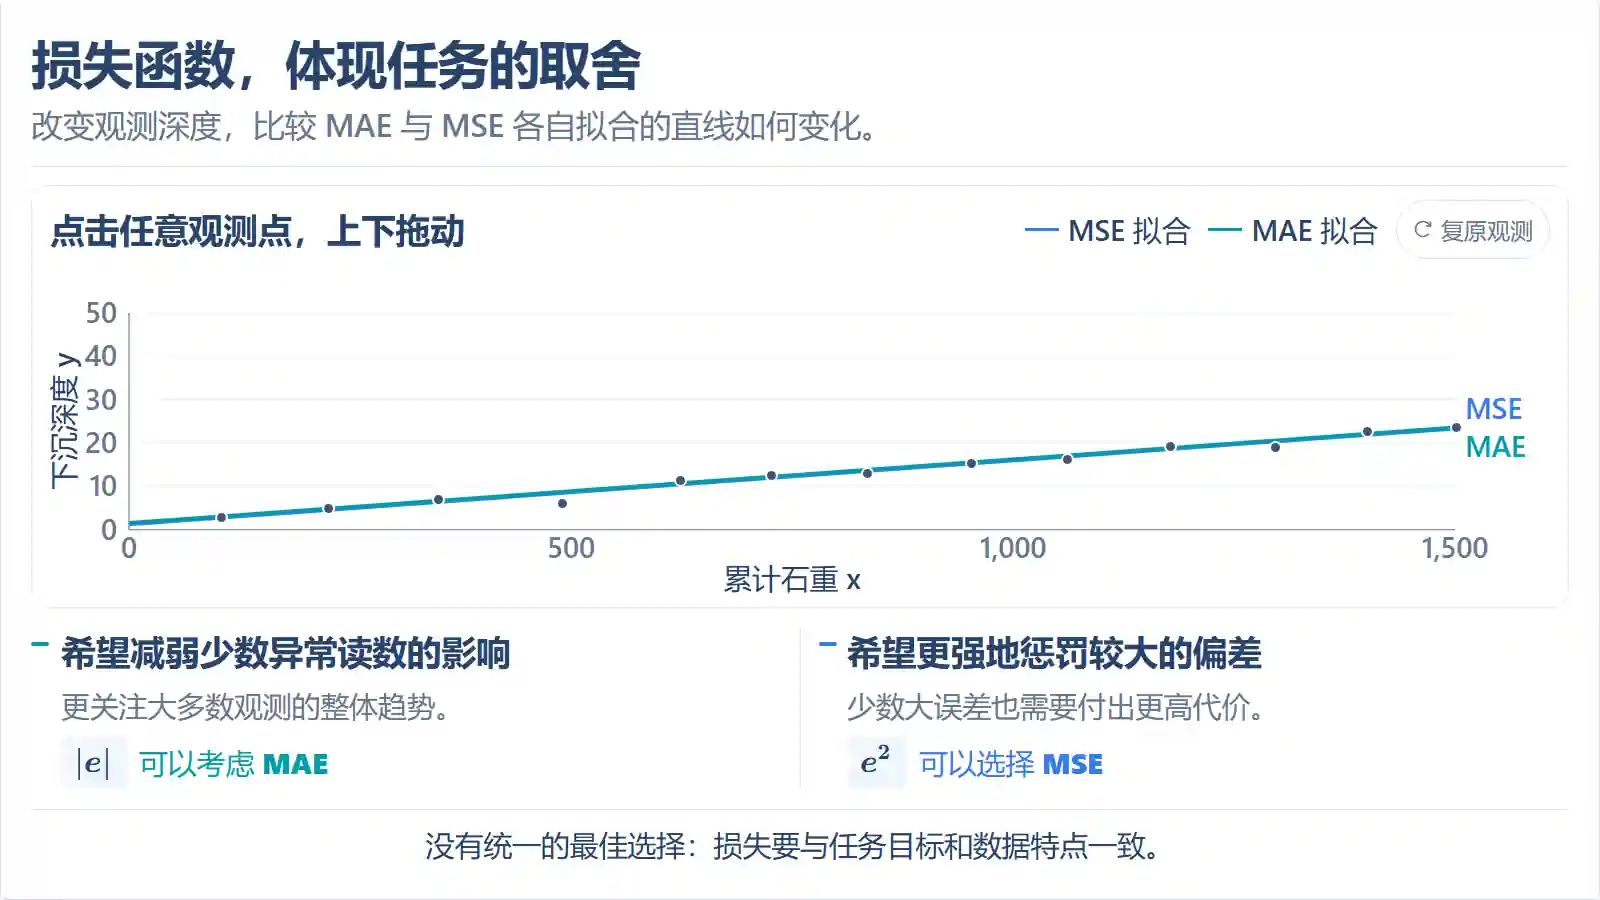 损失函数，体现任务的取舍
改变观测深度，比较 MAE 与 MSE 各自拟合的直线如何变化。
点击任意观测点，上下拖动
MSE 拟合 MAE 拟合 复原观测
50
40
30
20
10
0
下沉深度 y
MSE
MAE
0 500 1,000 1,500
累计石重 x
希望减弱少数异常读数的影响
更关注大多数观测的整体趋势。
|e| 可以考虑 MAE
希望更强地惩罚较大的偏差
少数大误差也需要付出更高代价。
e² 可以选择 MSE
没有统一的最佳选择：损失要与任务目标和数据特点一致。